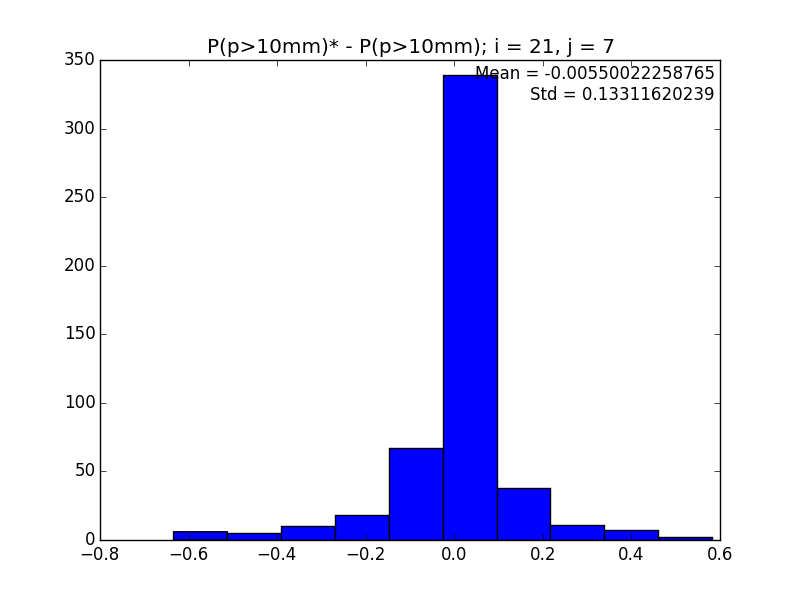 P(p>10mm)* - P(p>10mm); i = 21, j = 7
Mean = -0.00550022258765
Std = 0.13311620239
350
300
250
200
150
100
50
0
−0.8 −0.6 −0.4 −0.2 0.0 0.2 0.4 0.6